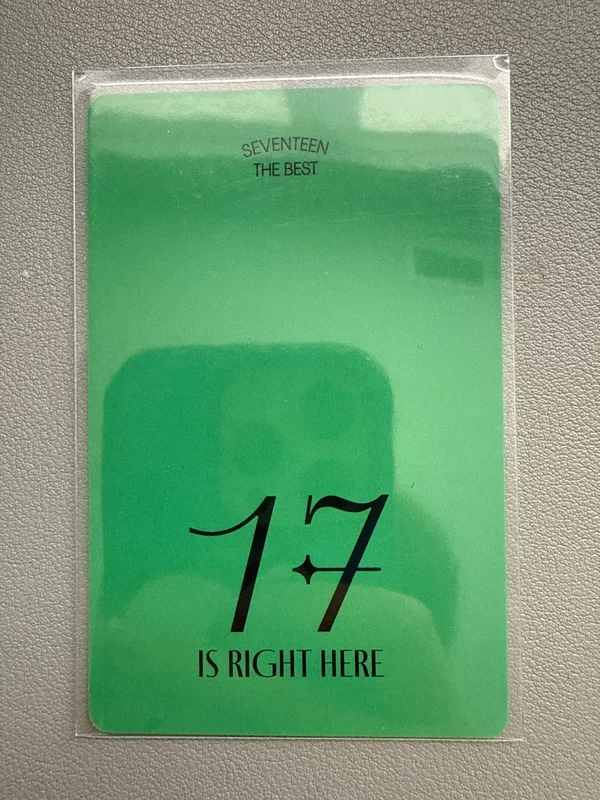 SEVENTEEN
THE BEST
17
IS RIGHT HERE